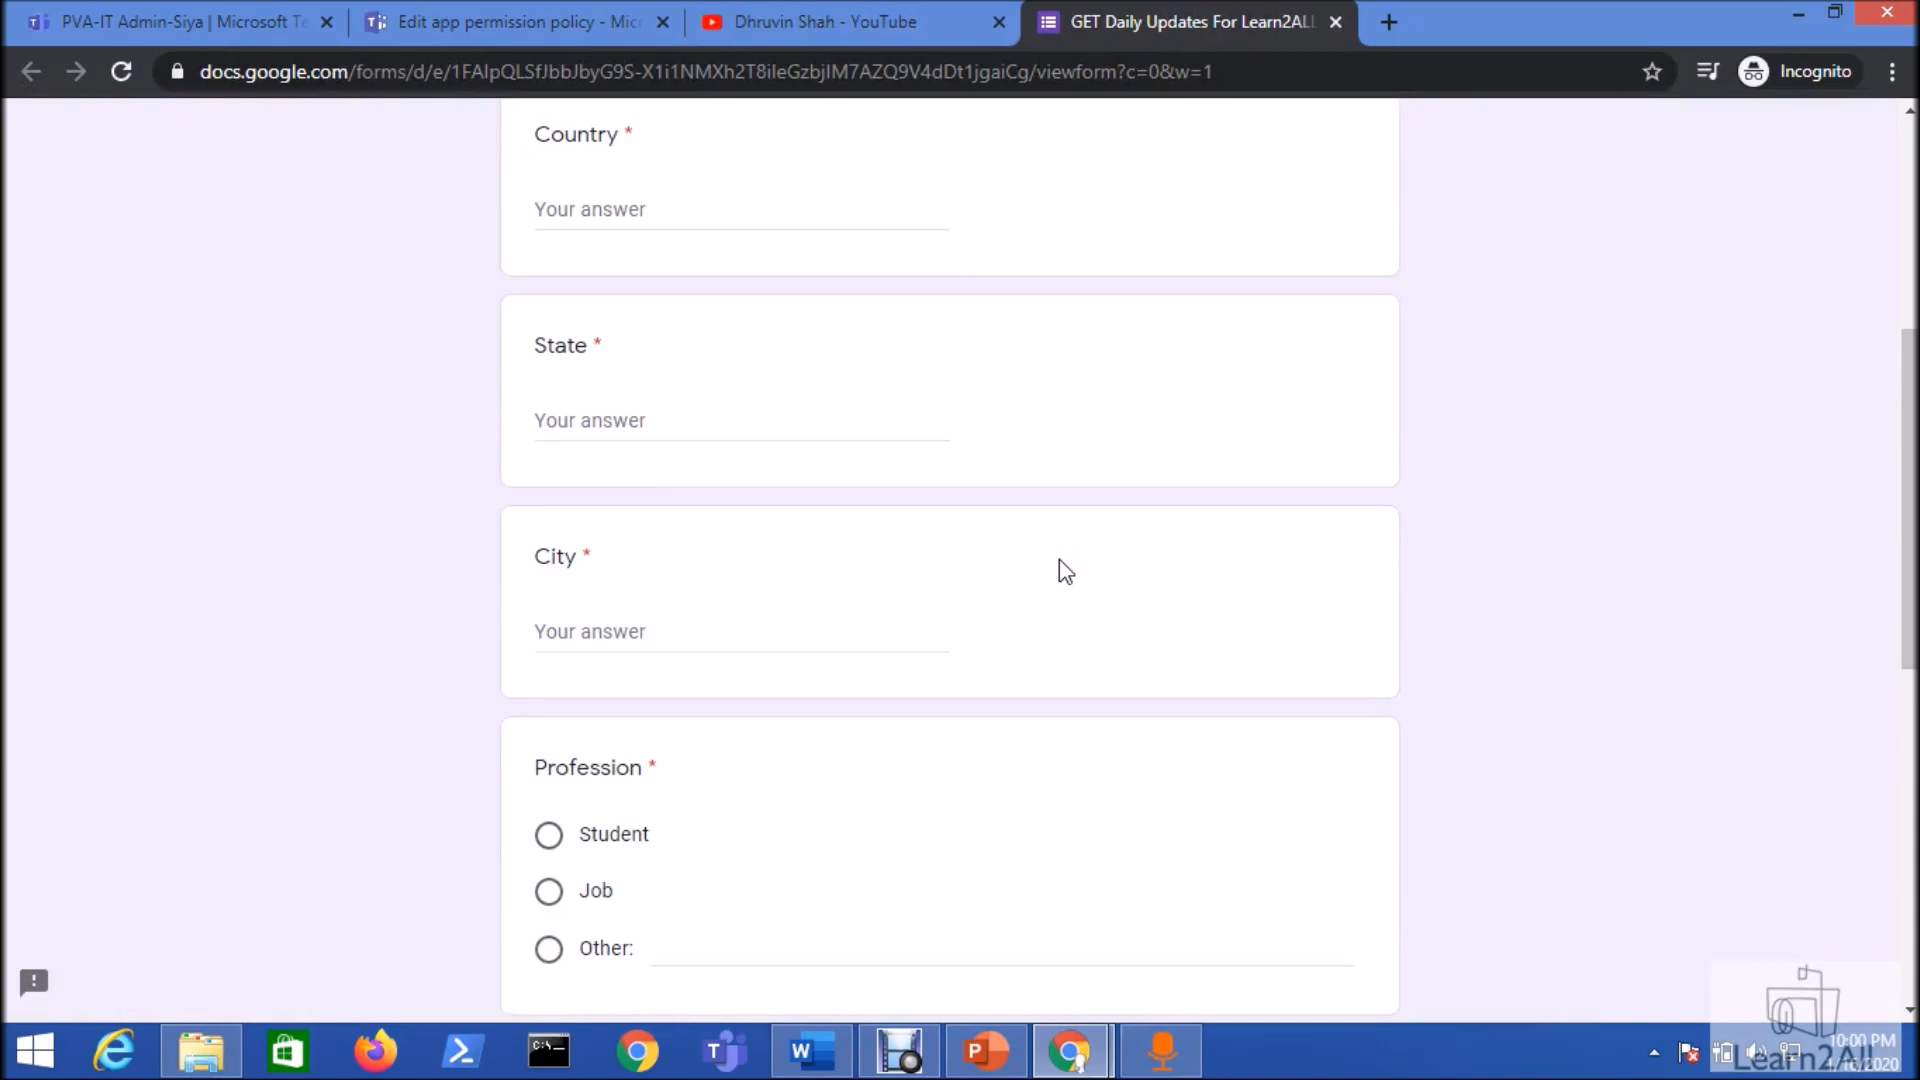 PVA-IT Admin-Siya | Microsoft Te
Edit app permission policy - Micr
Dhruvin Shah - YouTube
GET Daily Updates For Learn2ALL
docs.google.com/forms/d/e/1FAIpQLSfJbbJbyG9S-X1i1NMXh2T8ileGzbjIM7AZQ9V4dDt1jgaiCg/viewform?c=0&w=1
Incognito
Country *
Your answer
State *
Your answer
City *
Your answer
Profession *
Student
Job
Other:
10:00 PM
Learn2All